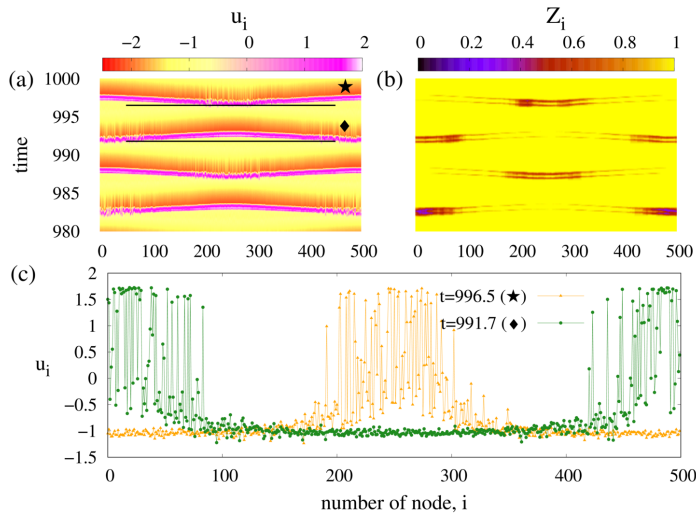 u_i
Z_i
−2 −1 0 1 2
0 0.2 0.4 0.6 0.8 1
(a)
(b)
1000
995
990
985
980
time
★
♦
0 100 200 300 400 500
0 100 200 300 400 500
(c)
2
1.5
1
0.5
0
−0.5
−1
−1.5
u_i
t=996.5 (★)
t=991.7 (♦)
0 100 200 300 400 500
number of node, i